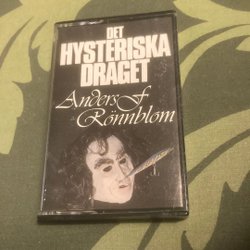 DET
HYSTERISKA
DRAGET
Anders F
Rönnblom